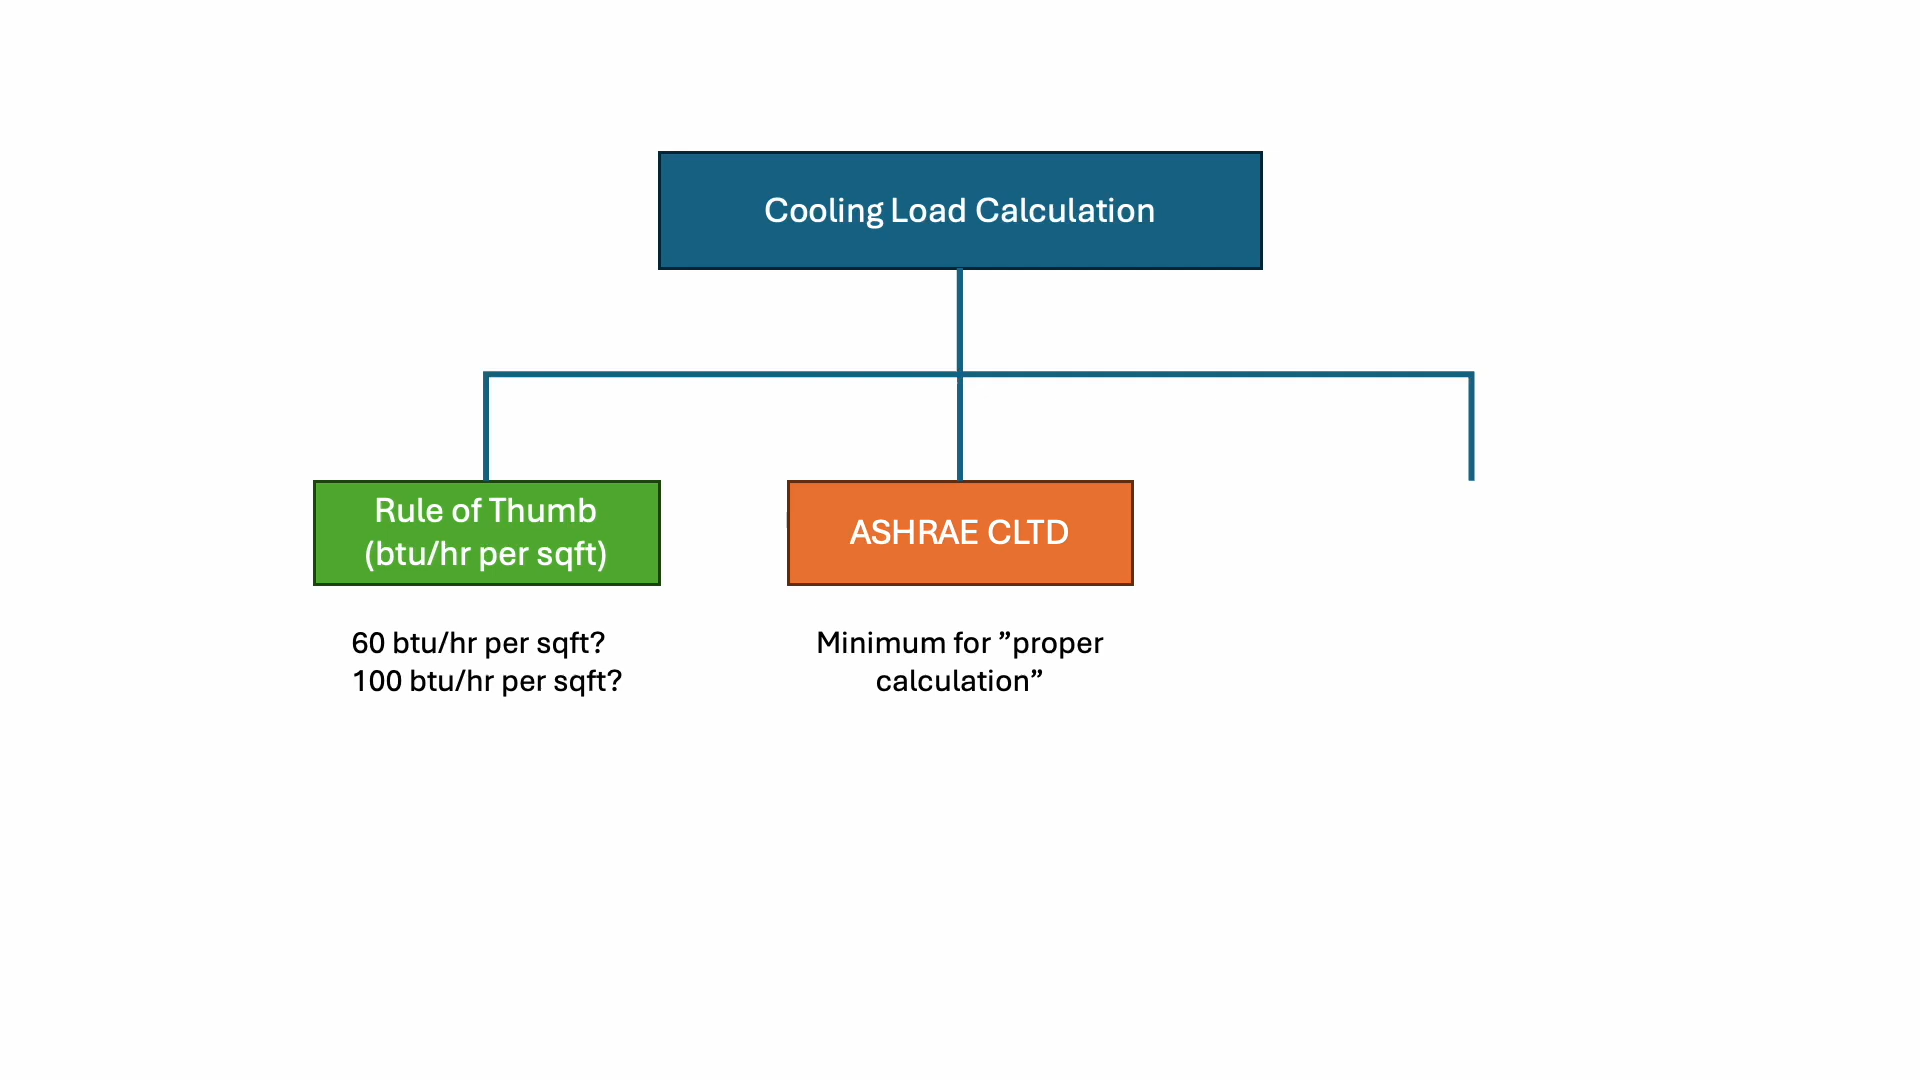 Cooling Load Calculation
Rule of Thumb
(btu/hr per sqft)
ASHRAE CLTD
60 btu/hr per sqft?
100 btu/hr per sqft?
Minimum for ”proper
calculation”